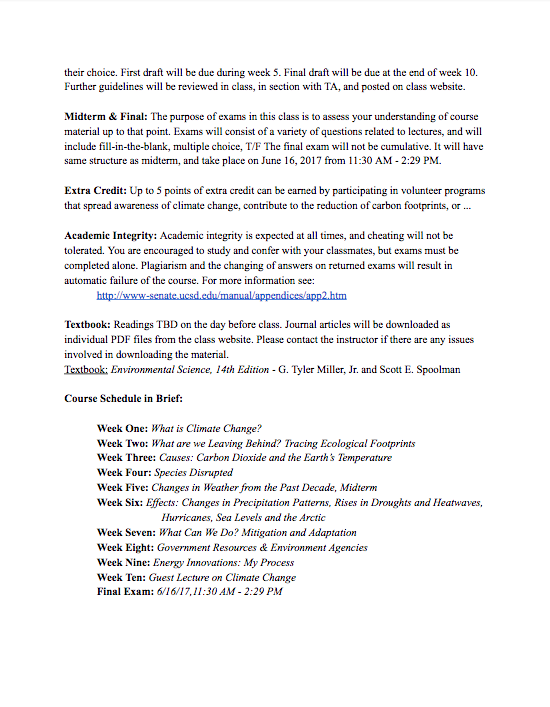 their choice. First draft will be due during week 5. Final draft will be due at the end of week 10.
Further guidelines will be reviewed in class, in section with TA, and posted on class website.
Midterm & Final: The purpose of exams in this class is to assess your understanding of course
material up to that point. Exams will consist of a variety of questions related to lectures, and will
include fill-in-the-blank, multiple choice, T/F The final exam will not be cumulative. It will have
same structure as midterm, and take place on June 16, 2017 from 11:30 AM - 2:29 PM.
Extra Credit: Up to 5 points of extra credit can be earned by participating in volunteer programs
that spread awareness of climate change, contribute to the reduction of carbon footprints, or ...
Academic Integrity: Academic integrity is expected at all times, and cheating will not be
tolerated. You are encouraged to study and confer with your classmates, but exams must be
completed alone. Plagiarism and the changing of answers on returned exams will result in
automatic failure of the course. For more information see:
http://www-senate.ucsd.edu/manual/appendices/app2.htm
Textbook: Readings TBD on the day before class. Journal articles will be downloaded as
individual PDF files from the class website. Please contact the instructor if there are any issues
involved in downloading the material.
Textbook: Environmental Science, 14th Edition - G. Tyler Miller, Jr. and Scott E. Spoolman
Course Schedule in Brief:
Week One: What is Climate Change?
Week Two: What are we Leaving Behind? Tracing Ecological Footprints
Week Three: Causes: Carbon Dioxide and the Earth's Temperature
Week Four: Species Disrupted
Week Five: Changes in Weather from the Past Decade, Midterm
Week Six: Effects: Changes in Precipitation Patterns, Rises in Droughts and Heatwaves,
Hurricanes, Sea Levels and the Arctic
Week Seven: What Can We Do? Mitigation and Adaptation
Week Eight: Government Resources & Environment Agencies
Week Nine: Energy Innovations: My Process
Week Ten: Guest Lecture on Climate Change
Final Exam: 6/16/17,11:30 AM - 2:29 PM